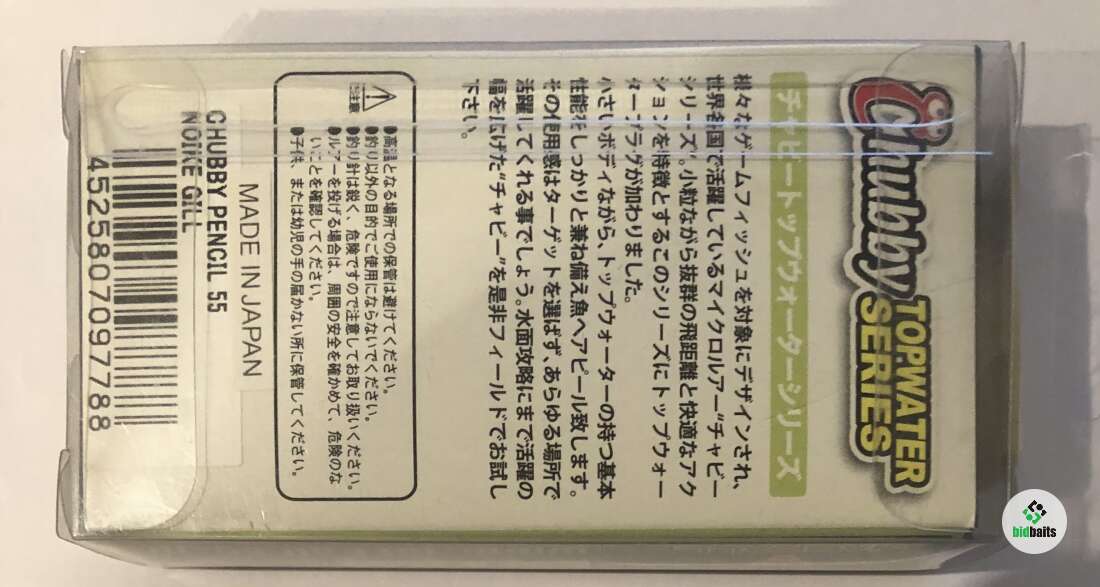 Chubby
TOPWATER
SERIES
チャビートップウォーターシリーズ
様々なゲームフィッシュを対象にデザインされ、
世界各国で活躍しているマイクロルアー“チャビー
シリーズ”。小粒ながら抜群の飛距離と快適なアク
ションを特徴とするこのシリーズにトップウォー
タープラグが加わりました。
小さいボディながら、トップウォーターの持つ基本
性能をしっかりと兼ね備え魚へアピール致します。
その使用感はターゲットを選ばず、あらゆる場所で
活躍してくれる事でしょう。水面攻略にまで活躍の
幅を広げた“チャビー”を是非フィールドでお試し
下さい。
ご注意
●高温となる場所での保管は避けてください。
●釣り以外の目的でご使用にならないでください。
●釣り針は鋭く、危険ですので注意してお取り扱いください。
●ルアーを投げる場合は、周囲の安全を確かめて、危険のな
いことを確認してください。
●子供、または幼児の手の届かない所に保管してください。
MADE IN JAPAN
CHUBBY PENCIL 55
NOIKE GILL
4525807097788
bidbaits